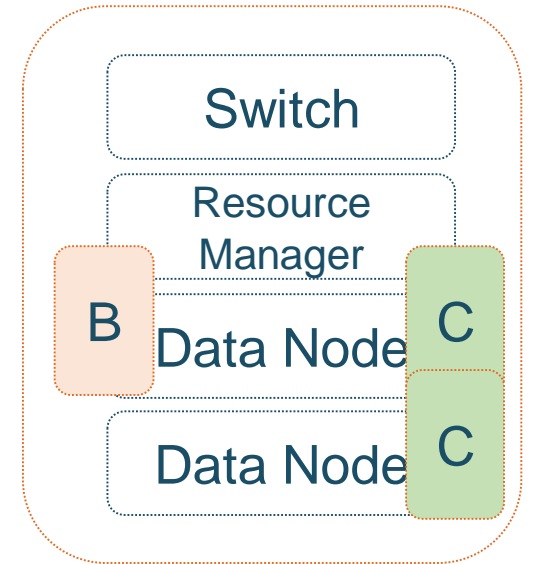 Switch
Resource
Manager
B
Data Node
C
Data Node
C